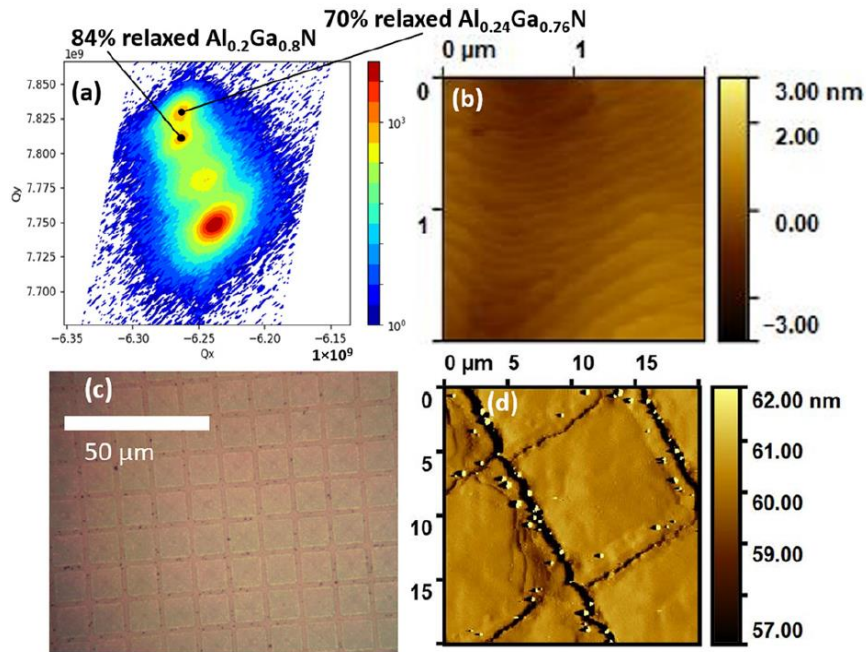 70% relaxed Al0.24Ga0.76N
84% relaxed Al0.2Ga0.8N
1e9
(a)
7.850
7.825
7.800
7.775
7.750
7.725
7.700
Qy
10³
10⁰
−6.35
−6.30
−6.25
−6.20
−6.15
Qx
1×10⁹
0 µm
1
0
1
(b)
3.00 nm
2.00
0.00
−3.00
(c)
50 µm
0 µm
5
10
15
0
5
10
15
(d)
62.00 nm
61.00
60.00
59.00
57.00